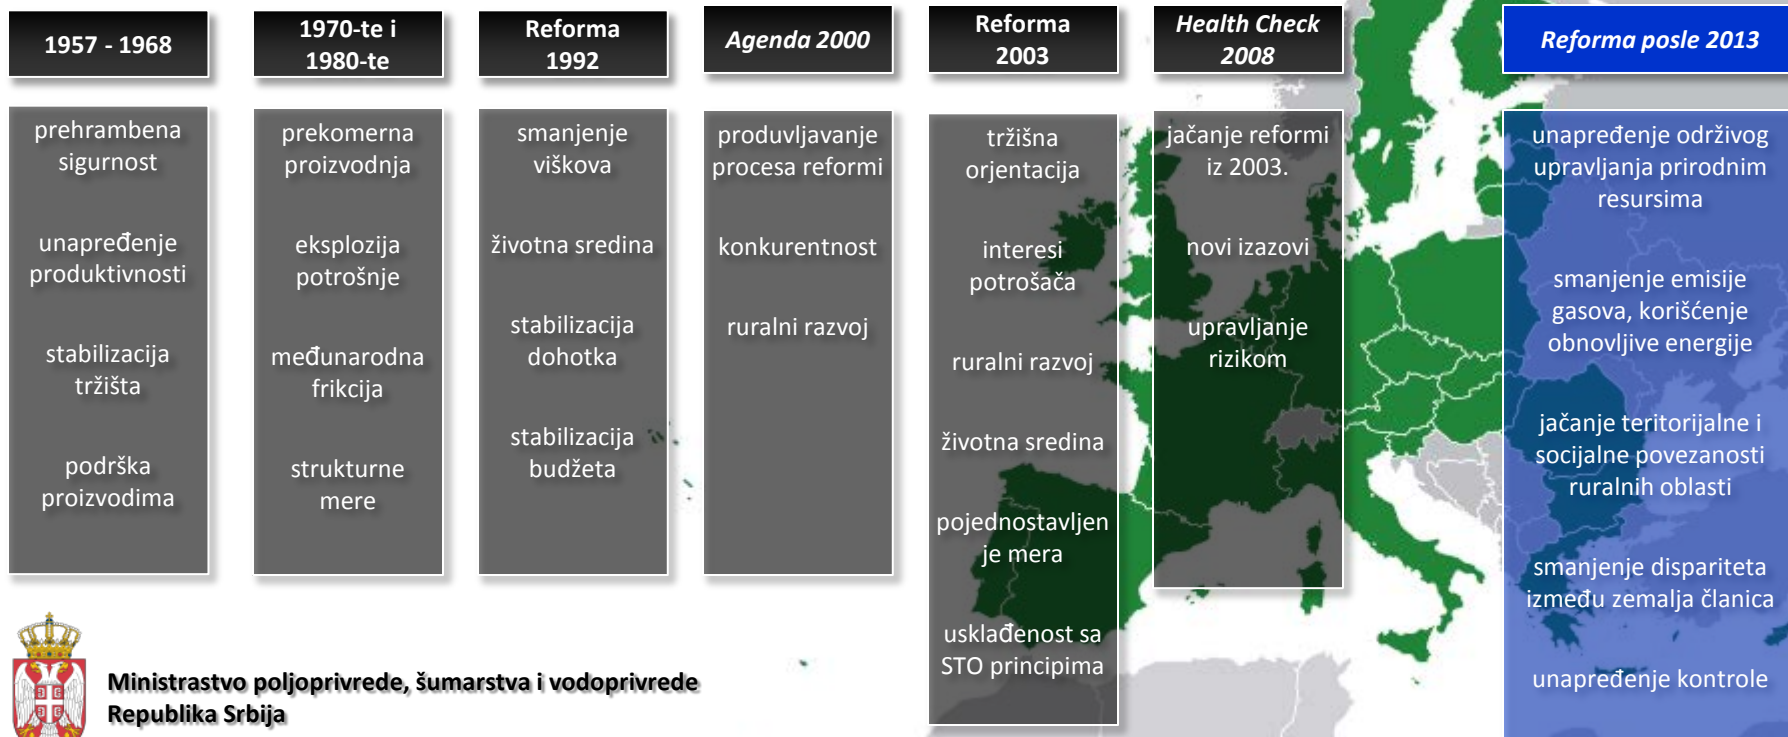 1957 - 1968
prehrambena
sigurnost
unapređenje
produktivnosti
stabilizacija
tržišta
podrška
proizvodima
1970-te i
1980-te
prekomerna
proizvodnja
eksplozija
potrošnje
međunarodna
frikcija
strukturne
mere
Reforma
1992
smanjenje
viškova
životna sredina
stabilizacija
dohotka
stabilizacija
budžeta
Agenda 2000
produvljavanje
procesa reformi
konkurentnost
ruralni razvoj
Reforma
2003
tržišna
orjentacija
interesi
potrošača
ruralni razvoj
životna sredina
pojednostavljen
je mera
usklađenost sa
STO principima
Health Check
2008
jačanje reformi
iz 2003.
novi izazovi
upravljanje
rizikom
Reforma posle 2013
unapređenje održivog
upravljanja prirodnim
resursima
smanjenje emisije
gasova, korišćenje
obnovljive energije
jačanje teritorijalne i
socijalne povezanosti
ruralnih oblasti
smanjenje dispariteta
između zemalja članica
unapređenje kontrole
Ministrastvo poljoprivrede, šumarstva i vodoprivrede
Republika Srbija